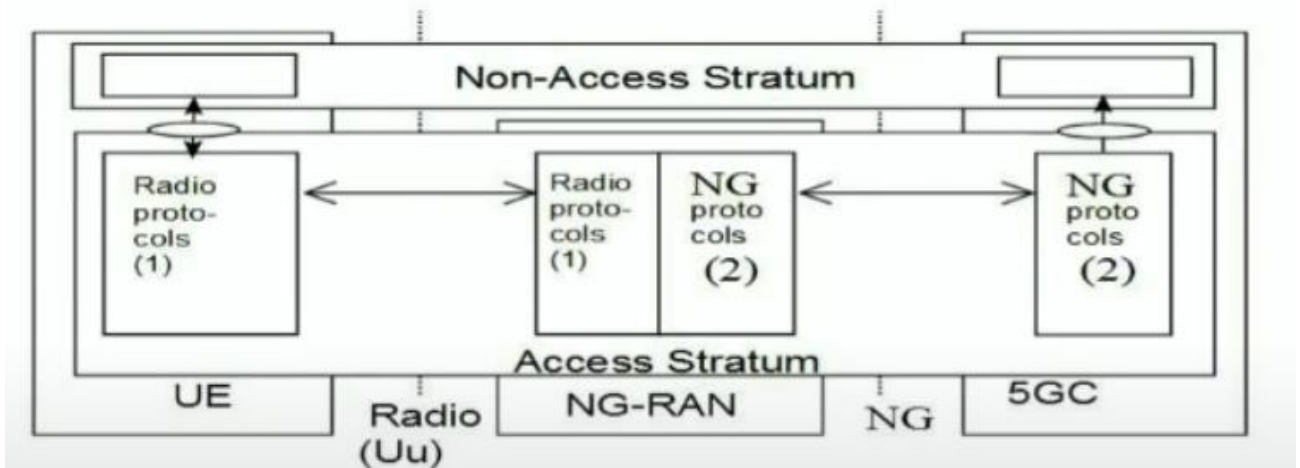 Non-Access Stratum
Radio
proto-
cols
(1)
Radio
proto-
cols
(1)
NG
proto
cols
(2)
NG
proto
cols
(2)
Access Stratum
UE
Radio
(Uu)
NG-RAN
NG
5GC